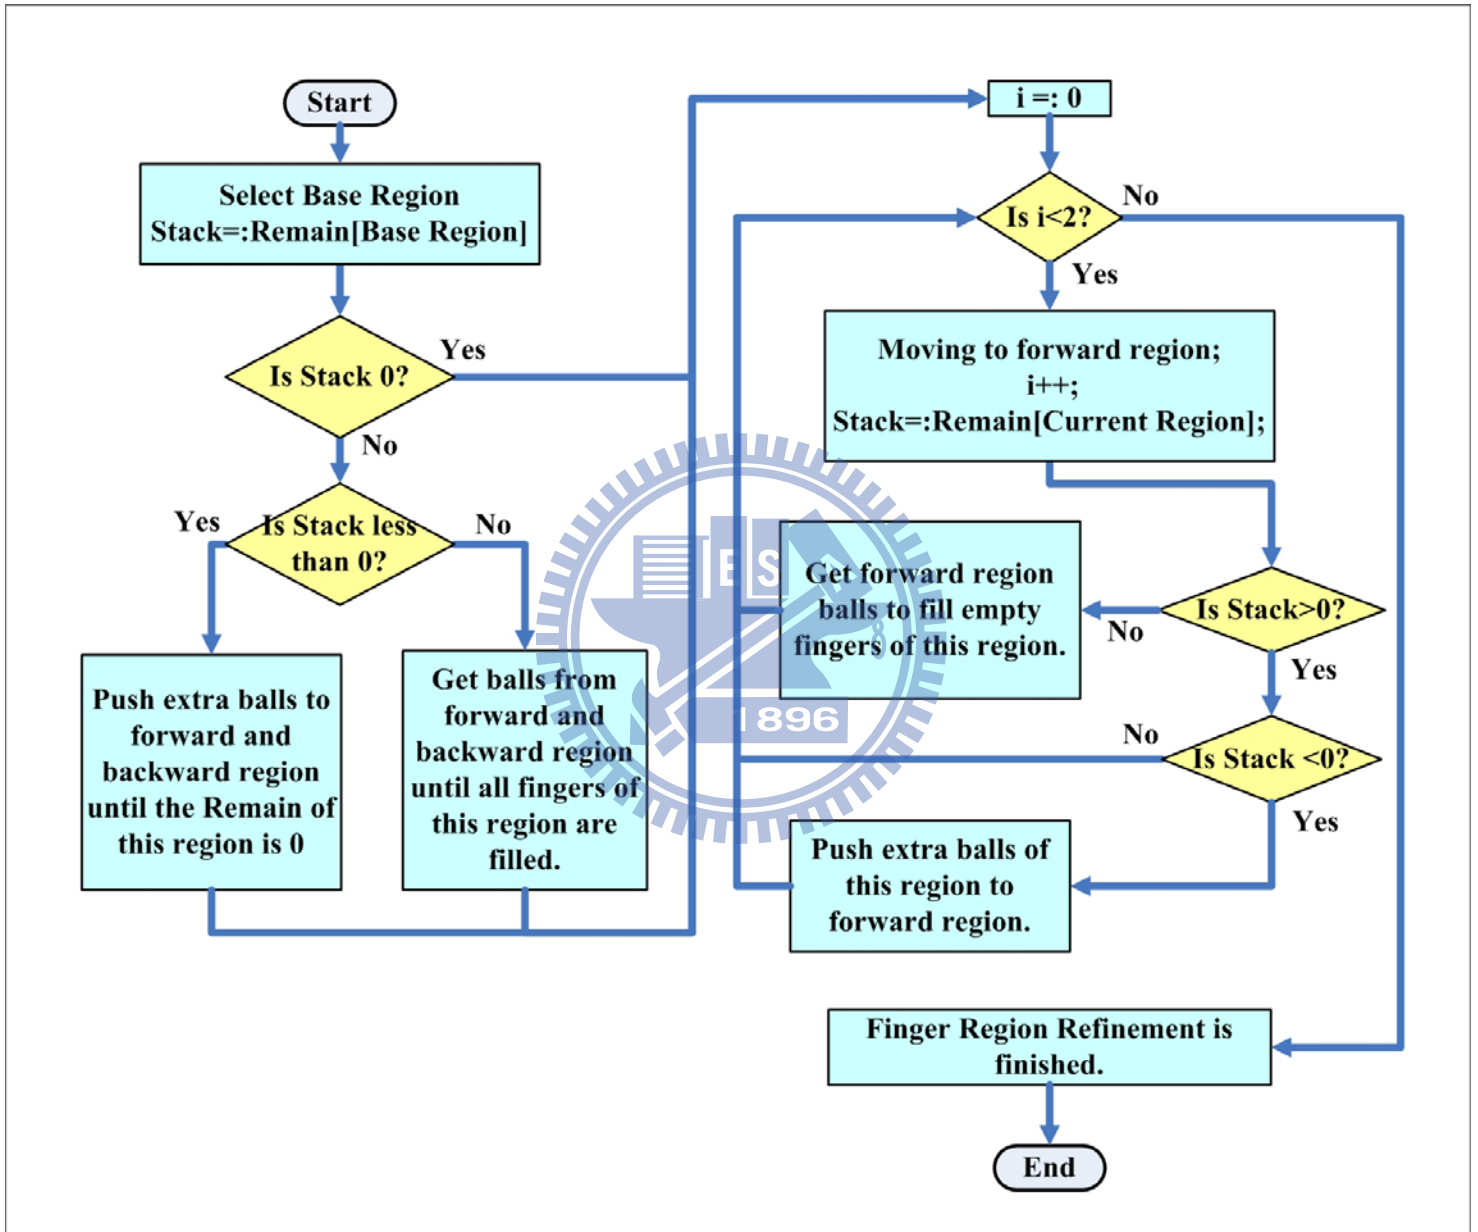 Start
Select Base Region
Stack=:Remain[Base Region]
Is Stack 0?
Yes
No
Is Stack less
than 0?
Yes
No
Push extra balls to
forward and
backward region
until the Remain of
this region is 0
Get balls from
forward and
backward region
until all fingers of
this region are
filled.
i =: 0
Is i<2?
No
Yes
Moving to forward region;
i++;
Stack=:Remain[Current Region];
Is Stack>0?
No
Yes
Get forward region
balls to fill empty
fingers of this region.
Is Stack <0?
No
Yes
Push extra balls of
this region to
forward region.
Finger Region Refinement is
finished.
End
ES
1896